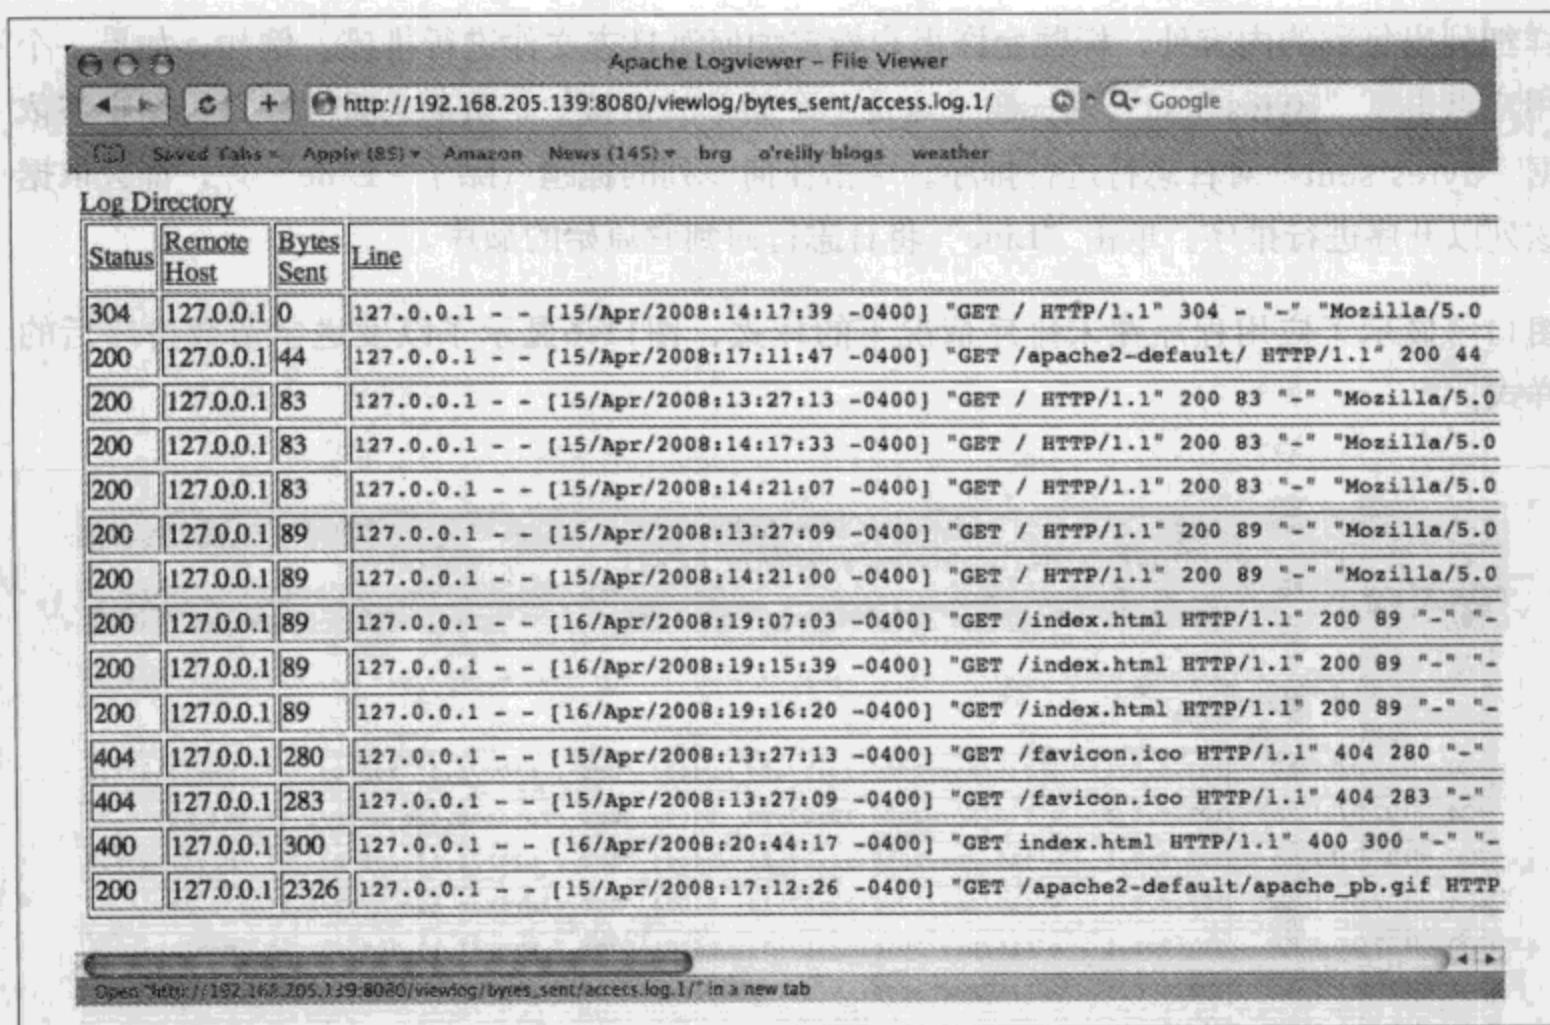 Apache Logviewer – File Viewer
http://192.168.205.139:8080/viewlog/bytes_sent/access.log.1/
Google
Saved Tabs Apple (85) Amazon News (145) brg o'reilly blogs weather
Log Directory
Status Remote Host Bytes Sent Line
304 127.0.0.1 0 127.0.0.1 - - [15/Apr/2008:14:17:39 -0400] "GET / HTTP/1.1" 304 - "-" "Mozilla/5.0
200 127.0.0.1 44 127.0.0.1 - - [15/Apr/2008:17:11:47 -0400] "GET /apache2-default/ HTTP/1.1" 200 44
200 127.0.0.1 83 127.0.0.1 - - [15/Apr/2008:13:27:13 -0400] "GET / HTTP/1.1" 200 83 "-" "Mozilla/5.0
200 127.0.0.1 83 127.0.0.1 - - [15/Apr/2008:14:17:33 -0400] "GET / HTTP/1.1" 200 83 "-" "Mozilla/5.0
200 127.0.0.1 83 127.0.0.1 - - [15/Apr/2008:14:21:07 -0400] "GET / HTTP/1.1" 200 83 "-" "Mozilla/5.0
200 127.0.0.1 89 127.0.0.1 - - [15/Apr/2008:13:27:09 -0400] "GET / HTTP/1.1" 200 89 "-" "Mozilla/5.0
200 127.0.0.1 89 127.0.0.1 - - [15/Apr/2008:14:21:00 -0400] "GET / HTTP/1.1" 200 89 "-" "Mozilla/5.0
200 127.0.0.1 89 127.0.0.1 - - [16/Apr/2008:19:07:03 -0400] "GET /index.html HTTP/1.1" 200 89 "-" "-
200 127.0.0.1 89 127.0.0.1 - - [16/Apr/2008:19:15:39 -0400] "GET /index.html HTTP/1.1" 200 89 "-" "-
200 127.0.0.1 89 127.0.0.1 - - [16/Apr/2008:19:16:20 -0400] "GET /index.html HTTP/1.1" 200 89 "-" "-
404 127.0.0.1 280 127.0.0.1 - - [15/Apr/2008:13:27:13 -0400] "GET /favicon.ico HTTP/1.1" 404 280 "-"
404 127.0.0.1 283 127.0.0.1 - - [15/Apr/2008:13:27:09 -0400] "GET /favicon.ico HTTP/1.1" 404 283 "-"
400 127.0.0.1 300 127.0.0.1 - - [16/Apr/2008:20:44:17 -0400] "GET index.html HTTP/1.1" 400 300 "-" "-
200 127.0.0.1 2326 127.0.0.1 - - [15/Apr/2008:17:12:26 -0400] "GET /apache2-default/apache_pb.gif HTTP
Open "http://192.168.205.139:8080/viewlog/bytes_sent/access.log.1/" in a new tab